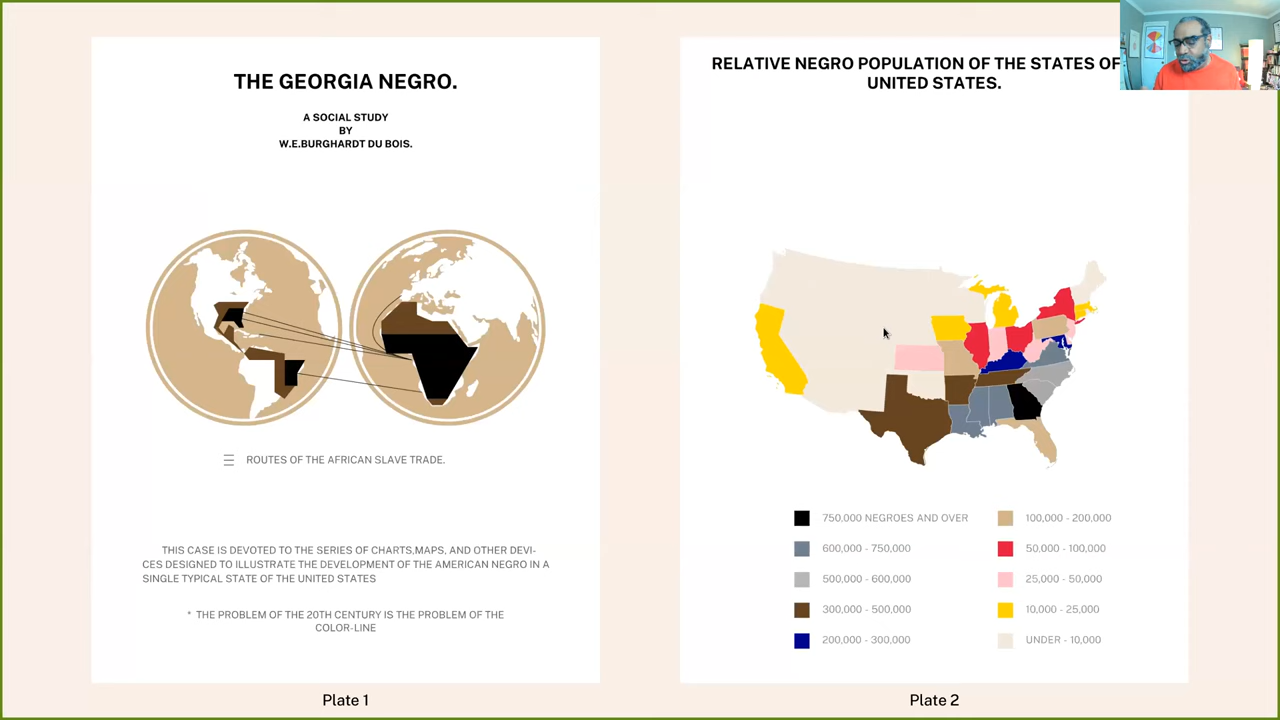 THE GEORGIA NEGRO.
A SOCIAL STUDY
BY
W.E.BURGHARDT DU BOIS.
ROUTES OF THE AFRICAN SLAVE TRADE.
THIS CASE IS DEVOTED TO THE SERIES OF CHARTS,MAPS, AND OTHER DEVI-
CES DESIGNED TO ILLUSTRATE THE DEVELOPMENT OF THE AMERICAN NEGRO IN A
SINGLE TYPICAL STATE OF THE UNITED STATES
* THE PROBLEM OF THE 20TH CENTURY IS THE PROBLEM OF THE
COLOR-LINE
Plate 1
RELATIVE NEGRO POPULATION OF THE STATES OF
UNITED STATES.
750,000 NEGROES AND OVER
600,000 - 750,000
500,000 - 600,000
300,000 - 500,000
200,000 - 300,000
100,000 - 200,000
50,000 - 100,000
25,000 - 50,000
10,000 - 25,000
UNDER - 10,000
Plate 2